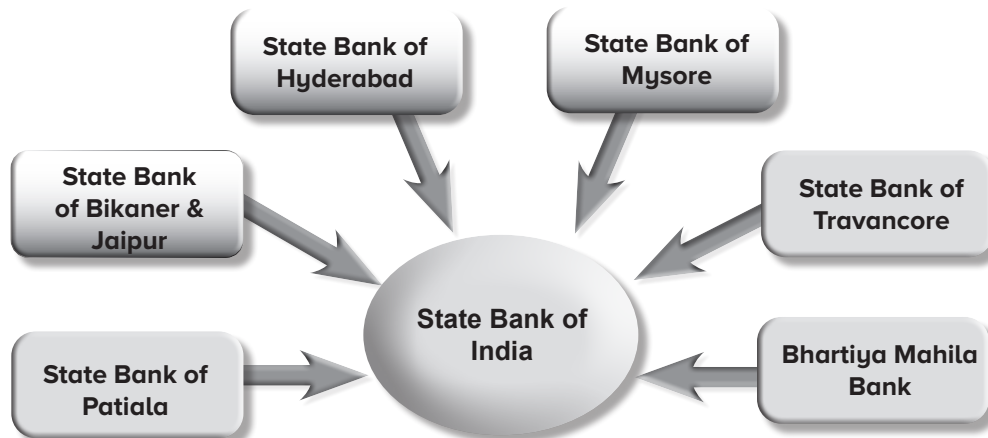 State Bank of
Hyderabad
State Bank of
Mysore
State Bank
of Bikaner &
Jaipur
State Bank of
Travancore
State Bank of
India
State Bank of
Patiala
Bhartiya Mahila
Bank